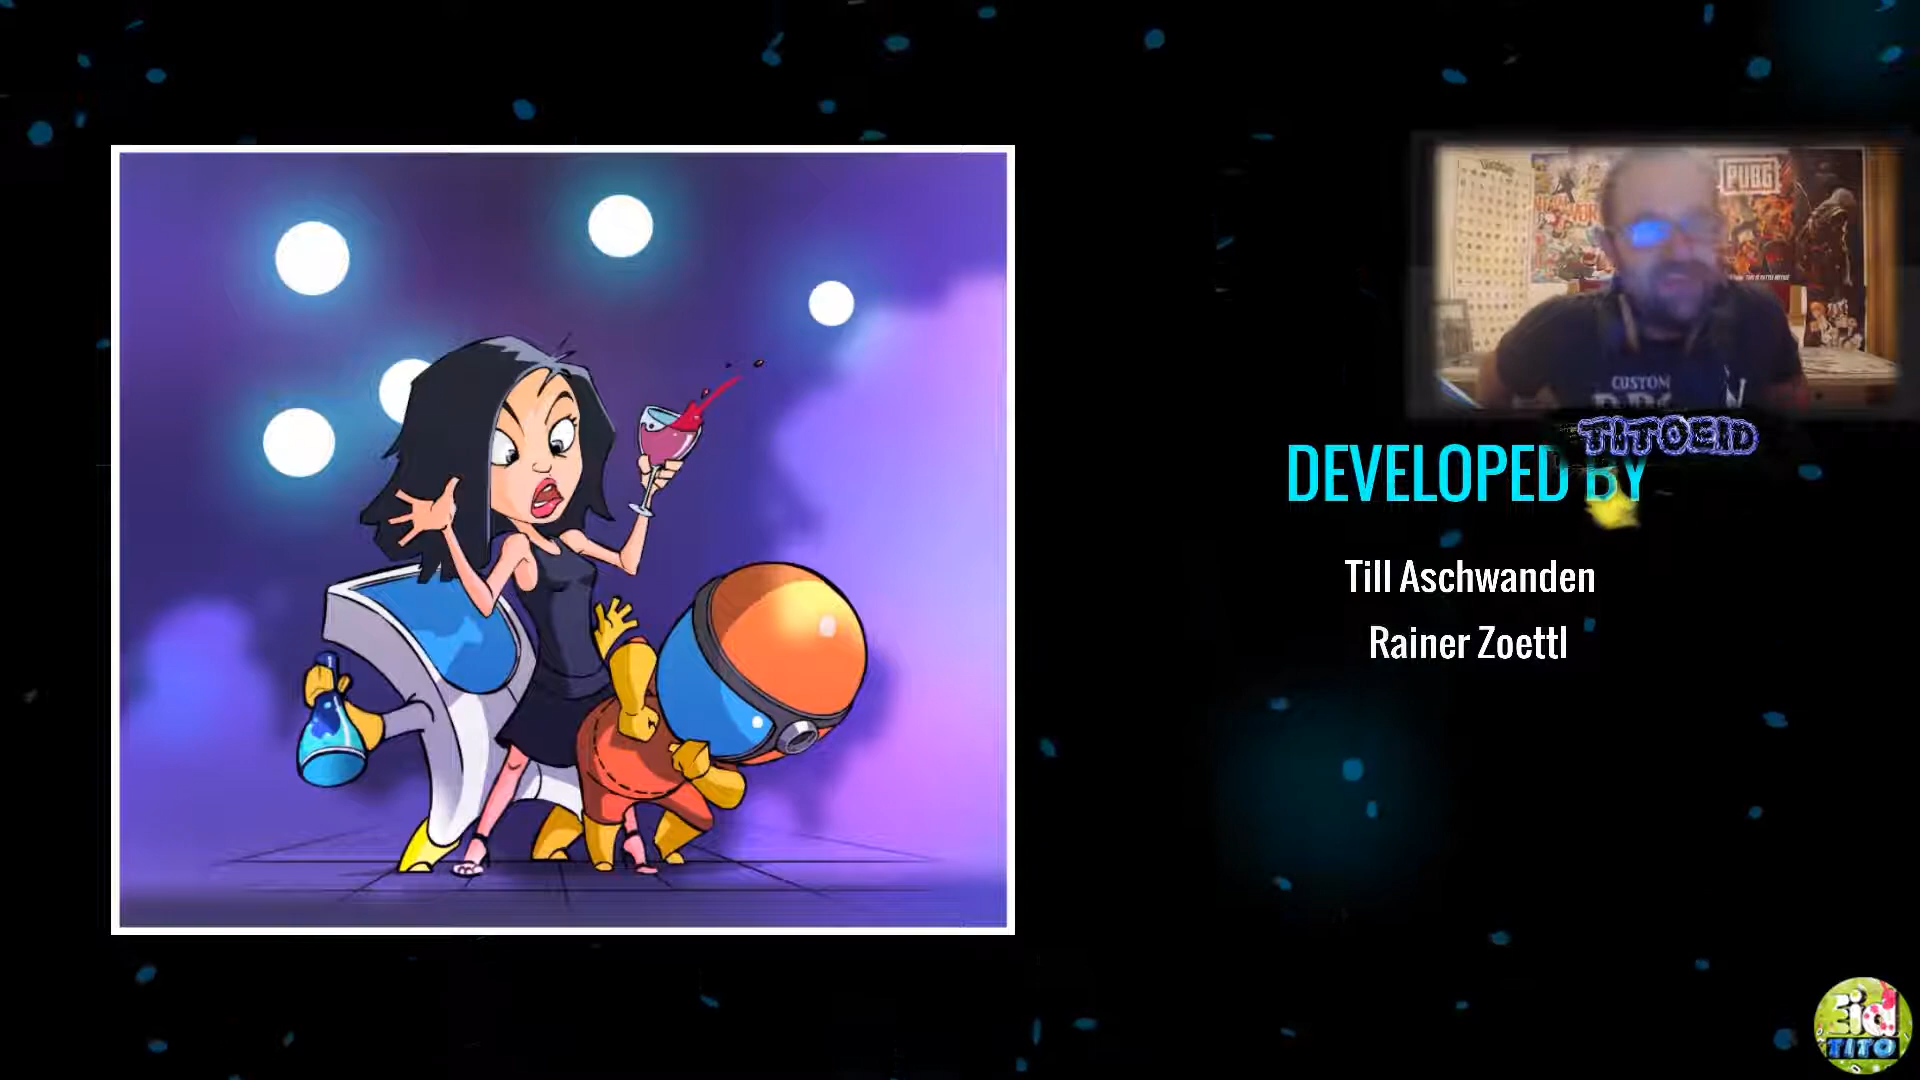 PUBG
CUSTOM
TITOEID
DEVELOPED BY
Till Aschwanden
Rainer Zoettl
Eid
TITO